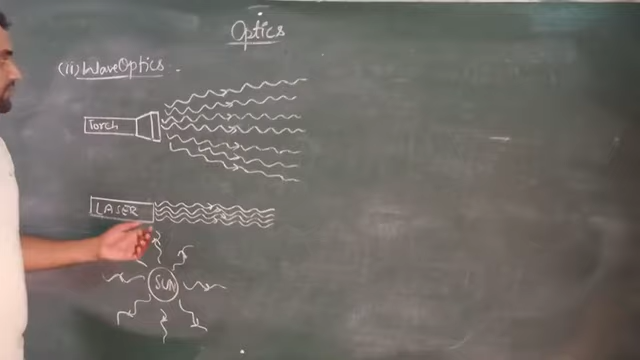 Optics
(ii) Wave Optics
Torch
LASER
SUN